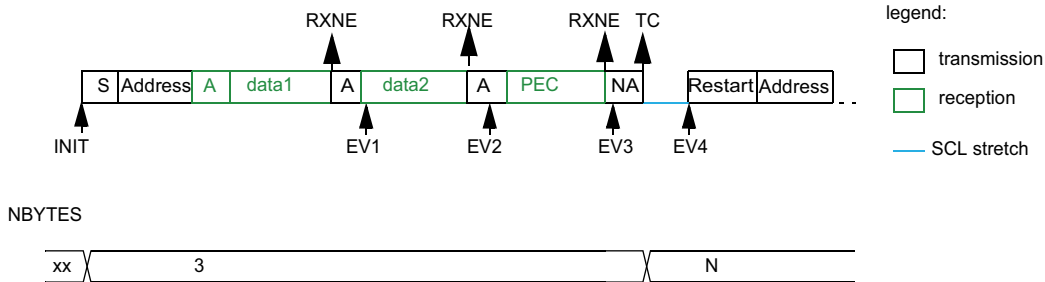 RXNE RXNE RXNE TC
legend:
S Address A data1 A data2 A PEC NA Restart Address
transmission
reception
INIT EV1 EV2 EV3 EV4
SCL stretch
NBYTES
xx 3 N